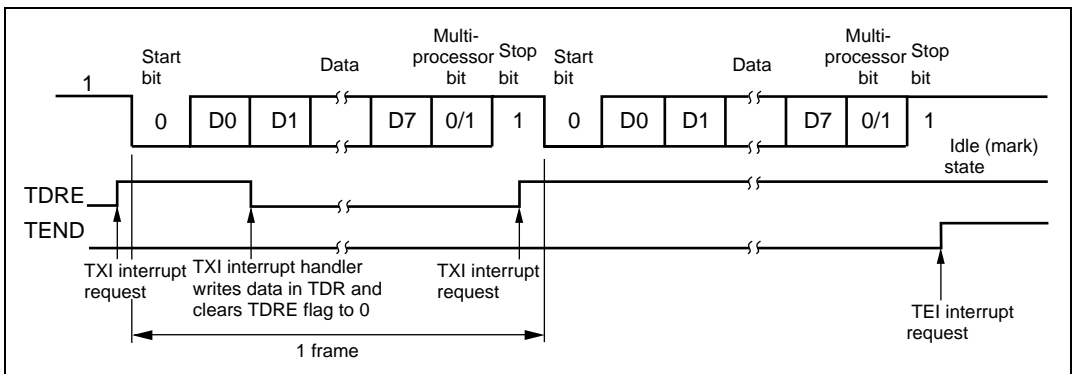 Start
bit
Data
Multi-
processor
bit
Stop
bit
Start
bit
Data
Multi-
processor
bit
Stop
bit
1
0 D0 D1 D7 0/1 1 0 D0 D1 D7 0/1 1
Idle (mark)
state
TDRE
TEND
TXI interrupt
request
TXI interrupt handler
writes data in TDR and
clears TDRE flag to 0
TXI interrupt
request
TEI interrupt
request
1 frame